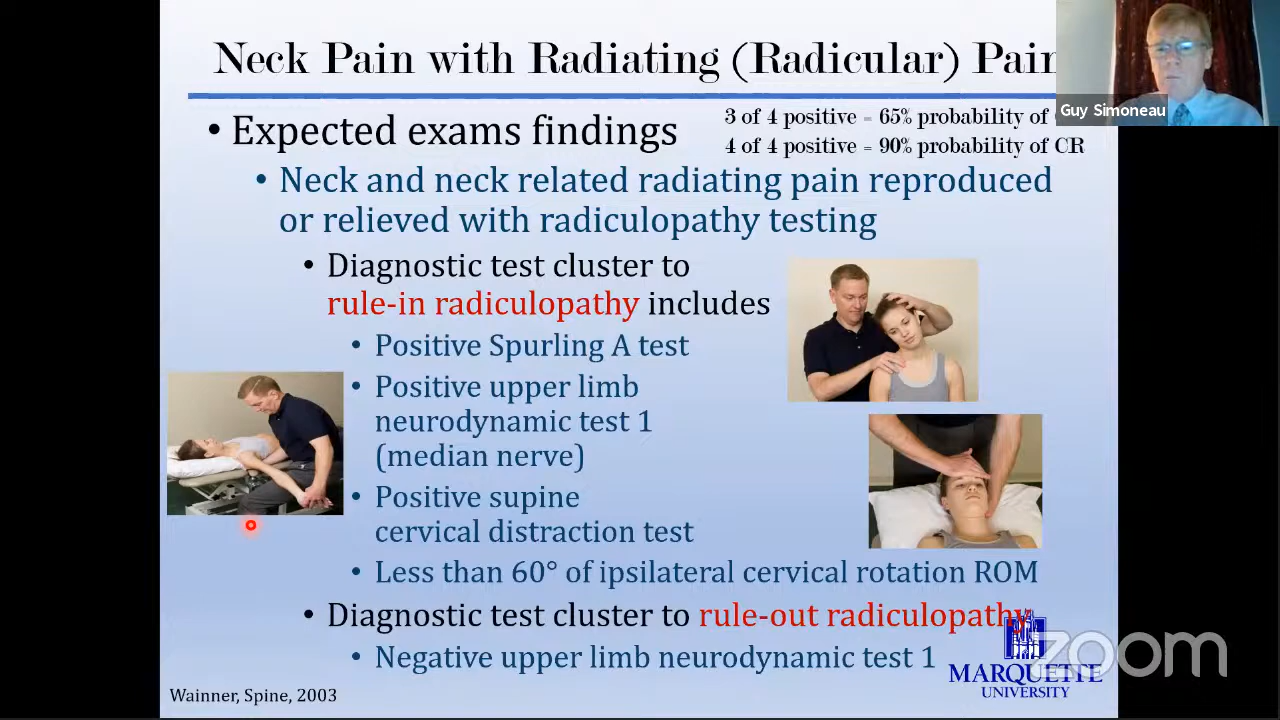 Neck Pain with Radiating (Radicular) Pain
Guy Simoneau
• Expected exams findings
3 of 4 positive = 65% probability of
4 of 4 positive = 90% probability of CR
• Neck and neck related radiating pain reproduced
or relieved with radiculopathy testing
• Diagnostic test cluster to
rule-in radiculopathy includes
• Positive Spurling A test
• Positive upper limb
neurodynamic test 1
(median nerve)
• Positive supine
cervical distraction test
• Less than 60° of ipsilateral cervical rotation ROM
• Diagnostic test cluster to rule-out radiculopathy
• Negative upper limb neurodynamic test 1
zoom
MARQUETTE
UNIVERSITY
Wainner, Spine, 2003